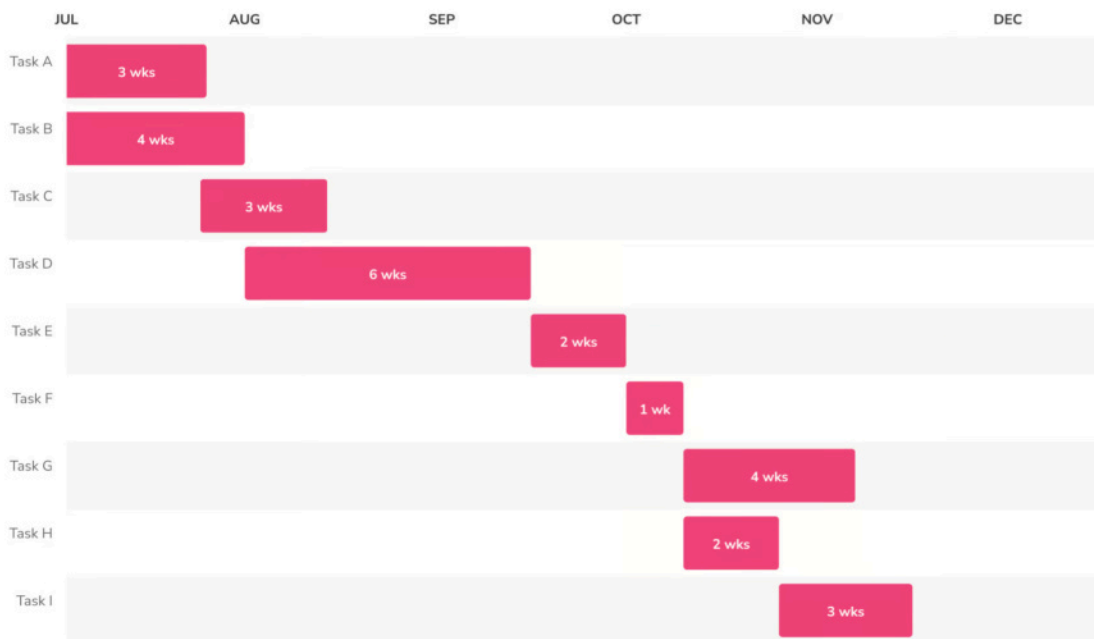 JUL AUG SEP OCT NOV DEC
Task A 3 wks
Task B 4 wks
Task C 3 wks
Task D 6 wks
Task E 2 wks
Task F 1 wk
Task G 4 wks
Task H 2 wks
Task I 3 wks